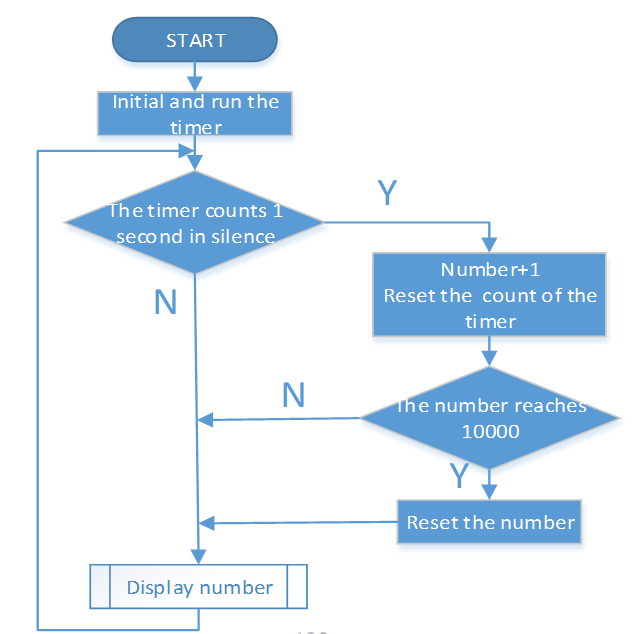 START
Initial and run the
timer
The timer counts 1
second in silence
Y
N
Number+1
Reset the count of the
timer
N
The number reaches
10000
Y
Reset the number
Display number